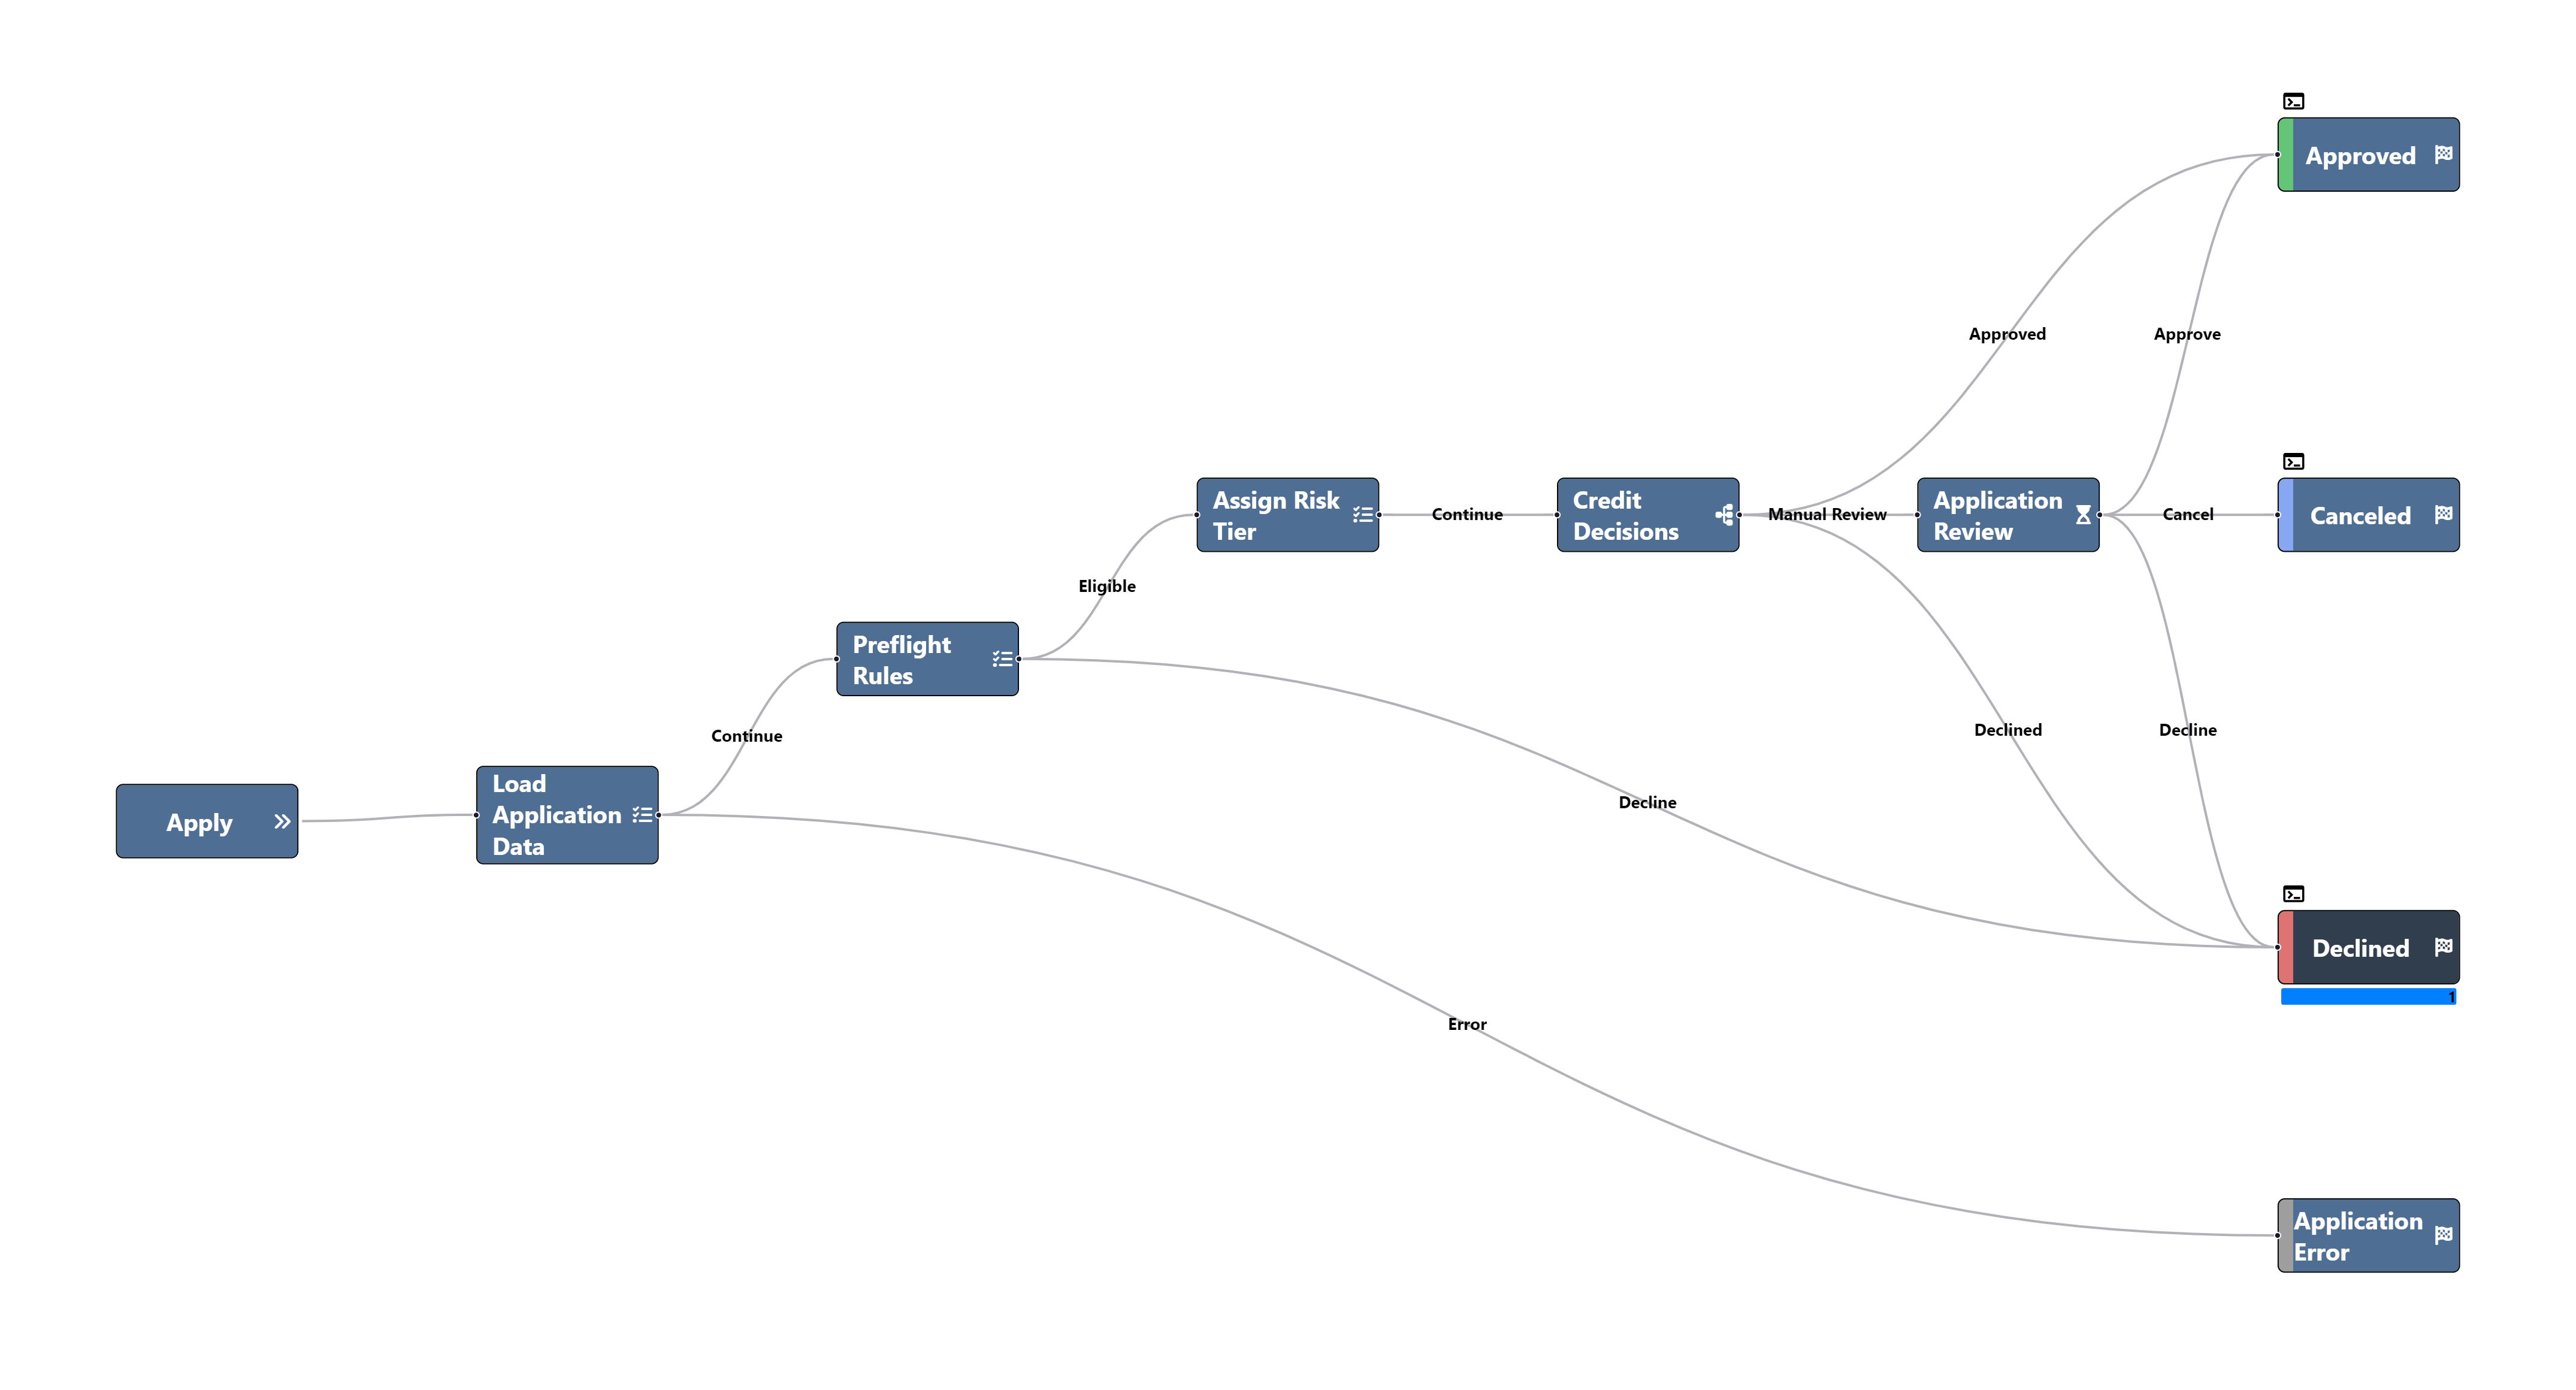 Apply
Load
Application
Data
Continue
Error
Preflight
Rules
Eligible
Decline
Assign Risk
Tier
Continue
Credit
Decisions
Approved
Manual Review
Declined
Application
Review
Approve
Cancel
Decline
Approved
Canceled
Declined
1
Application
Error